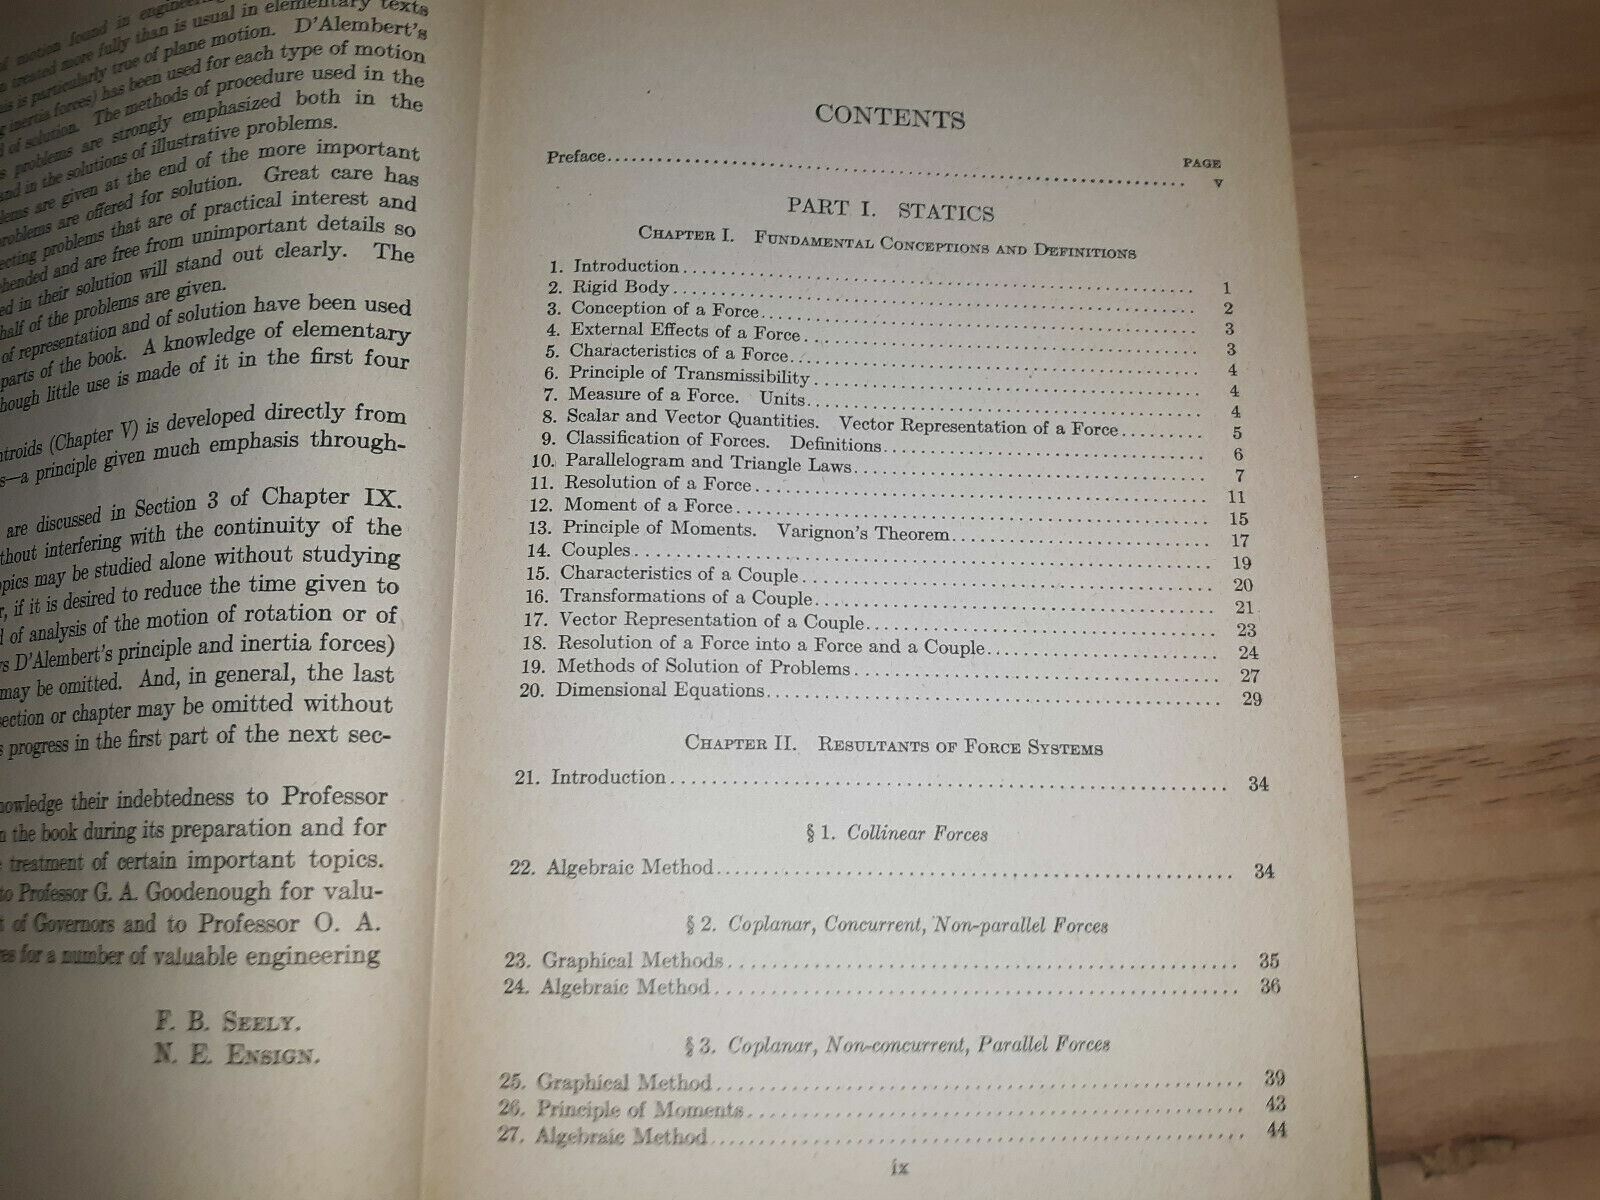 of motion found in engineering
treated more fully than is usual in elementary texts
is particularly true of plane motion. D'Alembert's
inertia forces) has been used for each type of motion
of solution. The methods of procedure used in the
problems are strongly emphasized both in the
and in the solutions of illustrative problems.
are given at the end of the more important
problems are offered for solution. Great care has
ecting problems that are of practical interest and
hended and are free from unimportant details so
ed in their solution will stand out clearly. The
half of the problems are given.
of representation and of solution have been used
parts of the book. A knowledge of elementary
hough little use is made of it in the first four
ntroids (Chapter V) is developed directly from
s—a principle given much emphasis through-
are discussed in Section 3 of Chapter IX.
thout interfering with the continuity of the
opics may be studied alone without studying
r, if it is desired to reduce the time given to
d of analysis of the motion of rotation or of
s D'Alembert's principle and inertia forces)
may be omitted. And, in general, the last
section or chapter may be omitted without
s progress in the first part of the next sec-
nowledge their indebtedness to Professor
n the book during its preparation and for
treatment of certain important topics.
to Professor G. A. Goodenough for valu-
t of Governors and to Professor O. A.
res for a number of valuable engineering
F. B. Seely.
N. E. Ensign.
CONTENTS
PAGE
Preface.......... v
PART I. STATICS
Chapter I. Fundamental Conceptions and Definitions
1. Introduction.......... 1
2. Rigid Body.......... 2
3. Conception of a Force.......... 3
4. External Effects of a Force.......... 3
5. Characteristics of a Force.......... 4
6. Principle of Transmissibility.......... 4
7. Measure of a Force. Units.......... 4
8. Scalar and Vector Quantities. Vector Representation of a Force.......... 5
9. Classification of Forces. Definitions.......... 6
10. Parallelogram and Triangle Laws.......... 7
11. Resolution of a Force.......... 11
12. Moment of a Force.......... 15
13. Principle of Moments. Varignon's Theorem.......... 17
14. Couples.......... 19
15. Characteristics of a Couple.......... 20
16. Transformations of a Couple.......... 21
17. Vector Representation of a Couple.......... 23
18. Resolution of a Force into a Force and a Couple.......... 24
19. Methods of Solution of Problems.......... 27
20. Dimensional Equations.......... 29
Chapter II. Resultants of Force Systems
21. Introduction.......... 34
§ 1. Collinear Forces
22. Algebraic Method.......... 34
§ 2. Coplanar, Concurrent, Non-parallel Forces
23. Graphical Methods.......... 35
24. Algebraic Method.......... 36
§ 3. Coplanar, Non-concurrent, Parallel Forces
25. Graphical Method.......... 39
26. Principle of Moments.......... 43
27. Algebraic Method.......... 44
ix